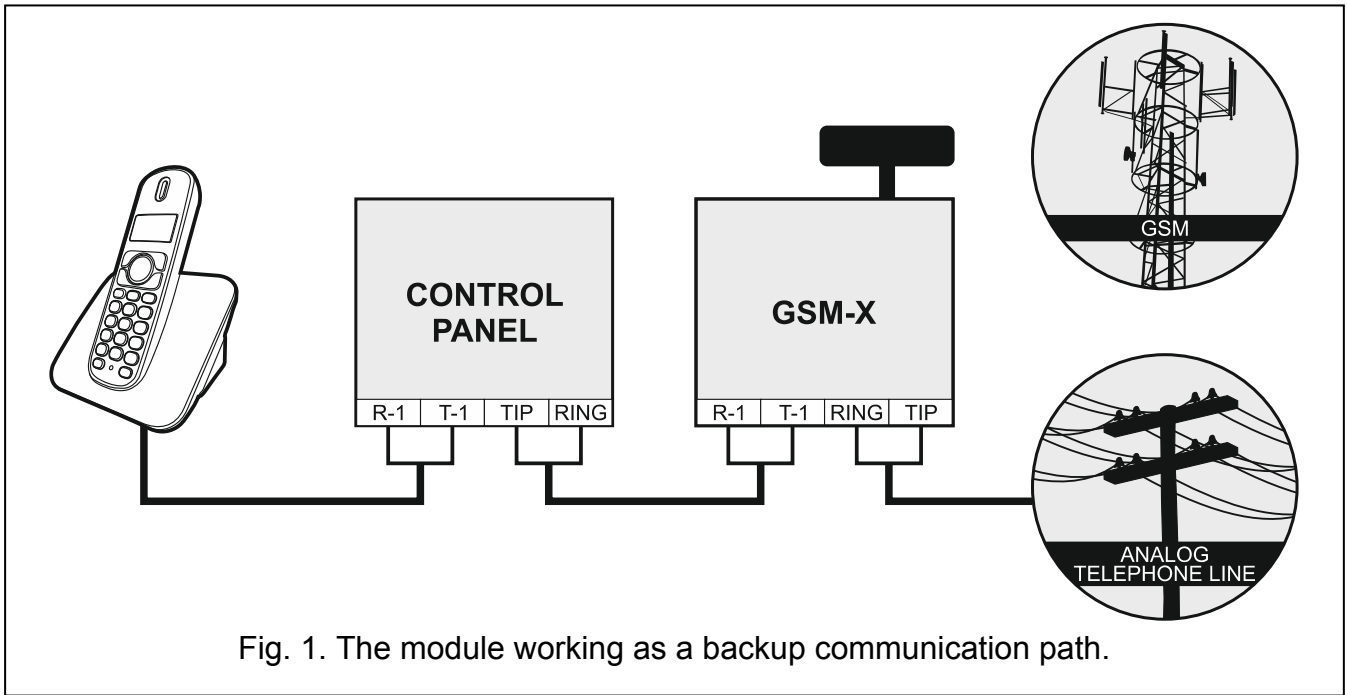 GSM
CONTROL
PANEL
GSM-X
R-1 T-1 TIP RING
R-1 T-1 RING TIP
ANALOG
TELEPHONE LINE
Fig. 1. The module working as a backup communication path.